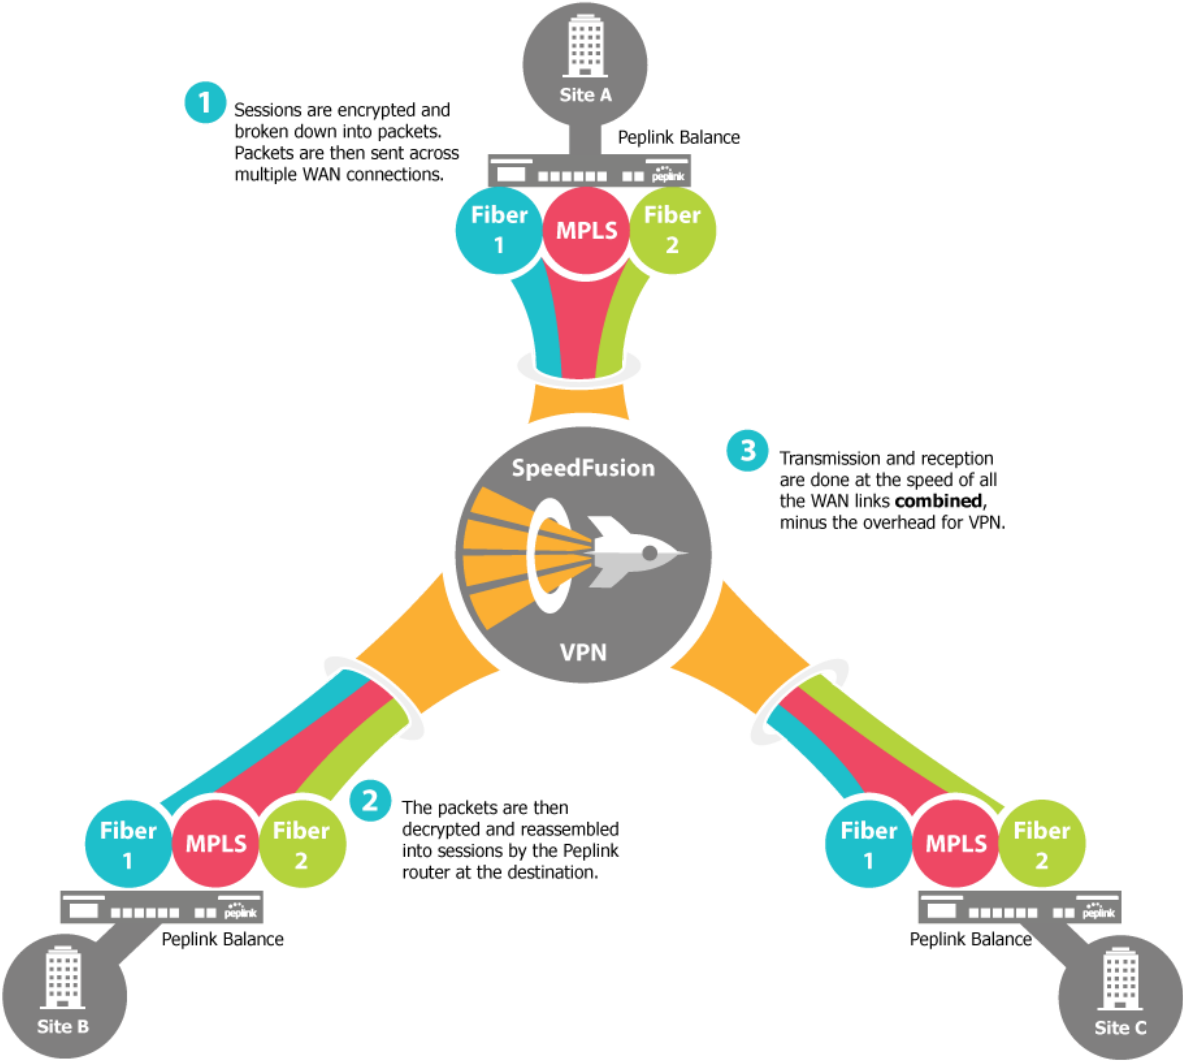 Site A
1
Sessions are encrypted and
broken down into packets.
Packets are then sent across
multiple WAN connections.
Peplink Balance
peplink
Fiber
1
MPLS
Fiber
2
SpeedFusion
VPN
3
Transmission and reception
are done at the speed of all
the WAN links combined,
minus the overhead for VPN.
2
The packets are then
decrypted and reassembled
into sessions by the Peplink
router at the destination.
Fiber
1
MPLS
Fiber
2
peplink
Peplink Balance
Site B
Fiber
1
MPLS
Fiber
2
peplink
Peplink Balance
Site C